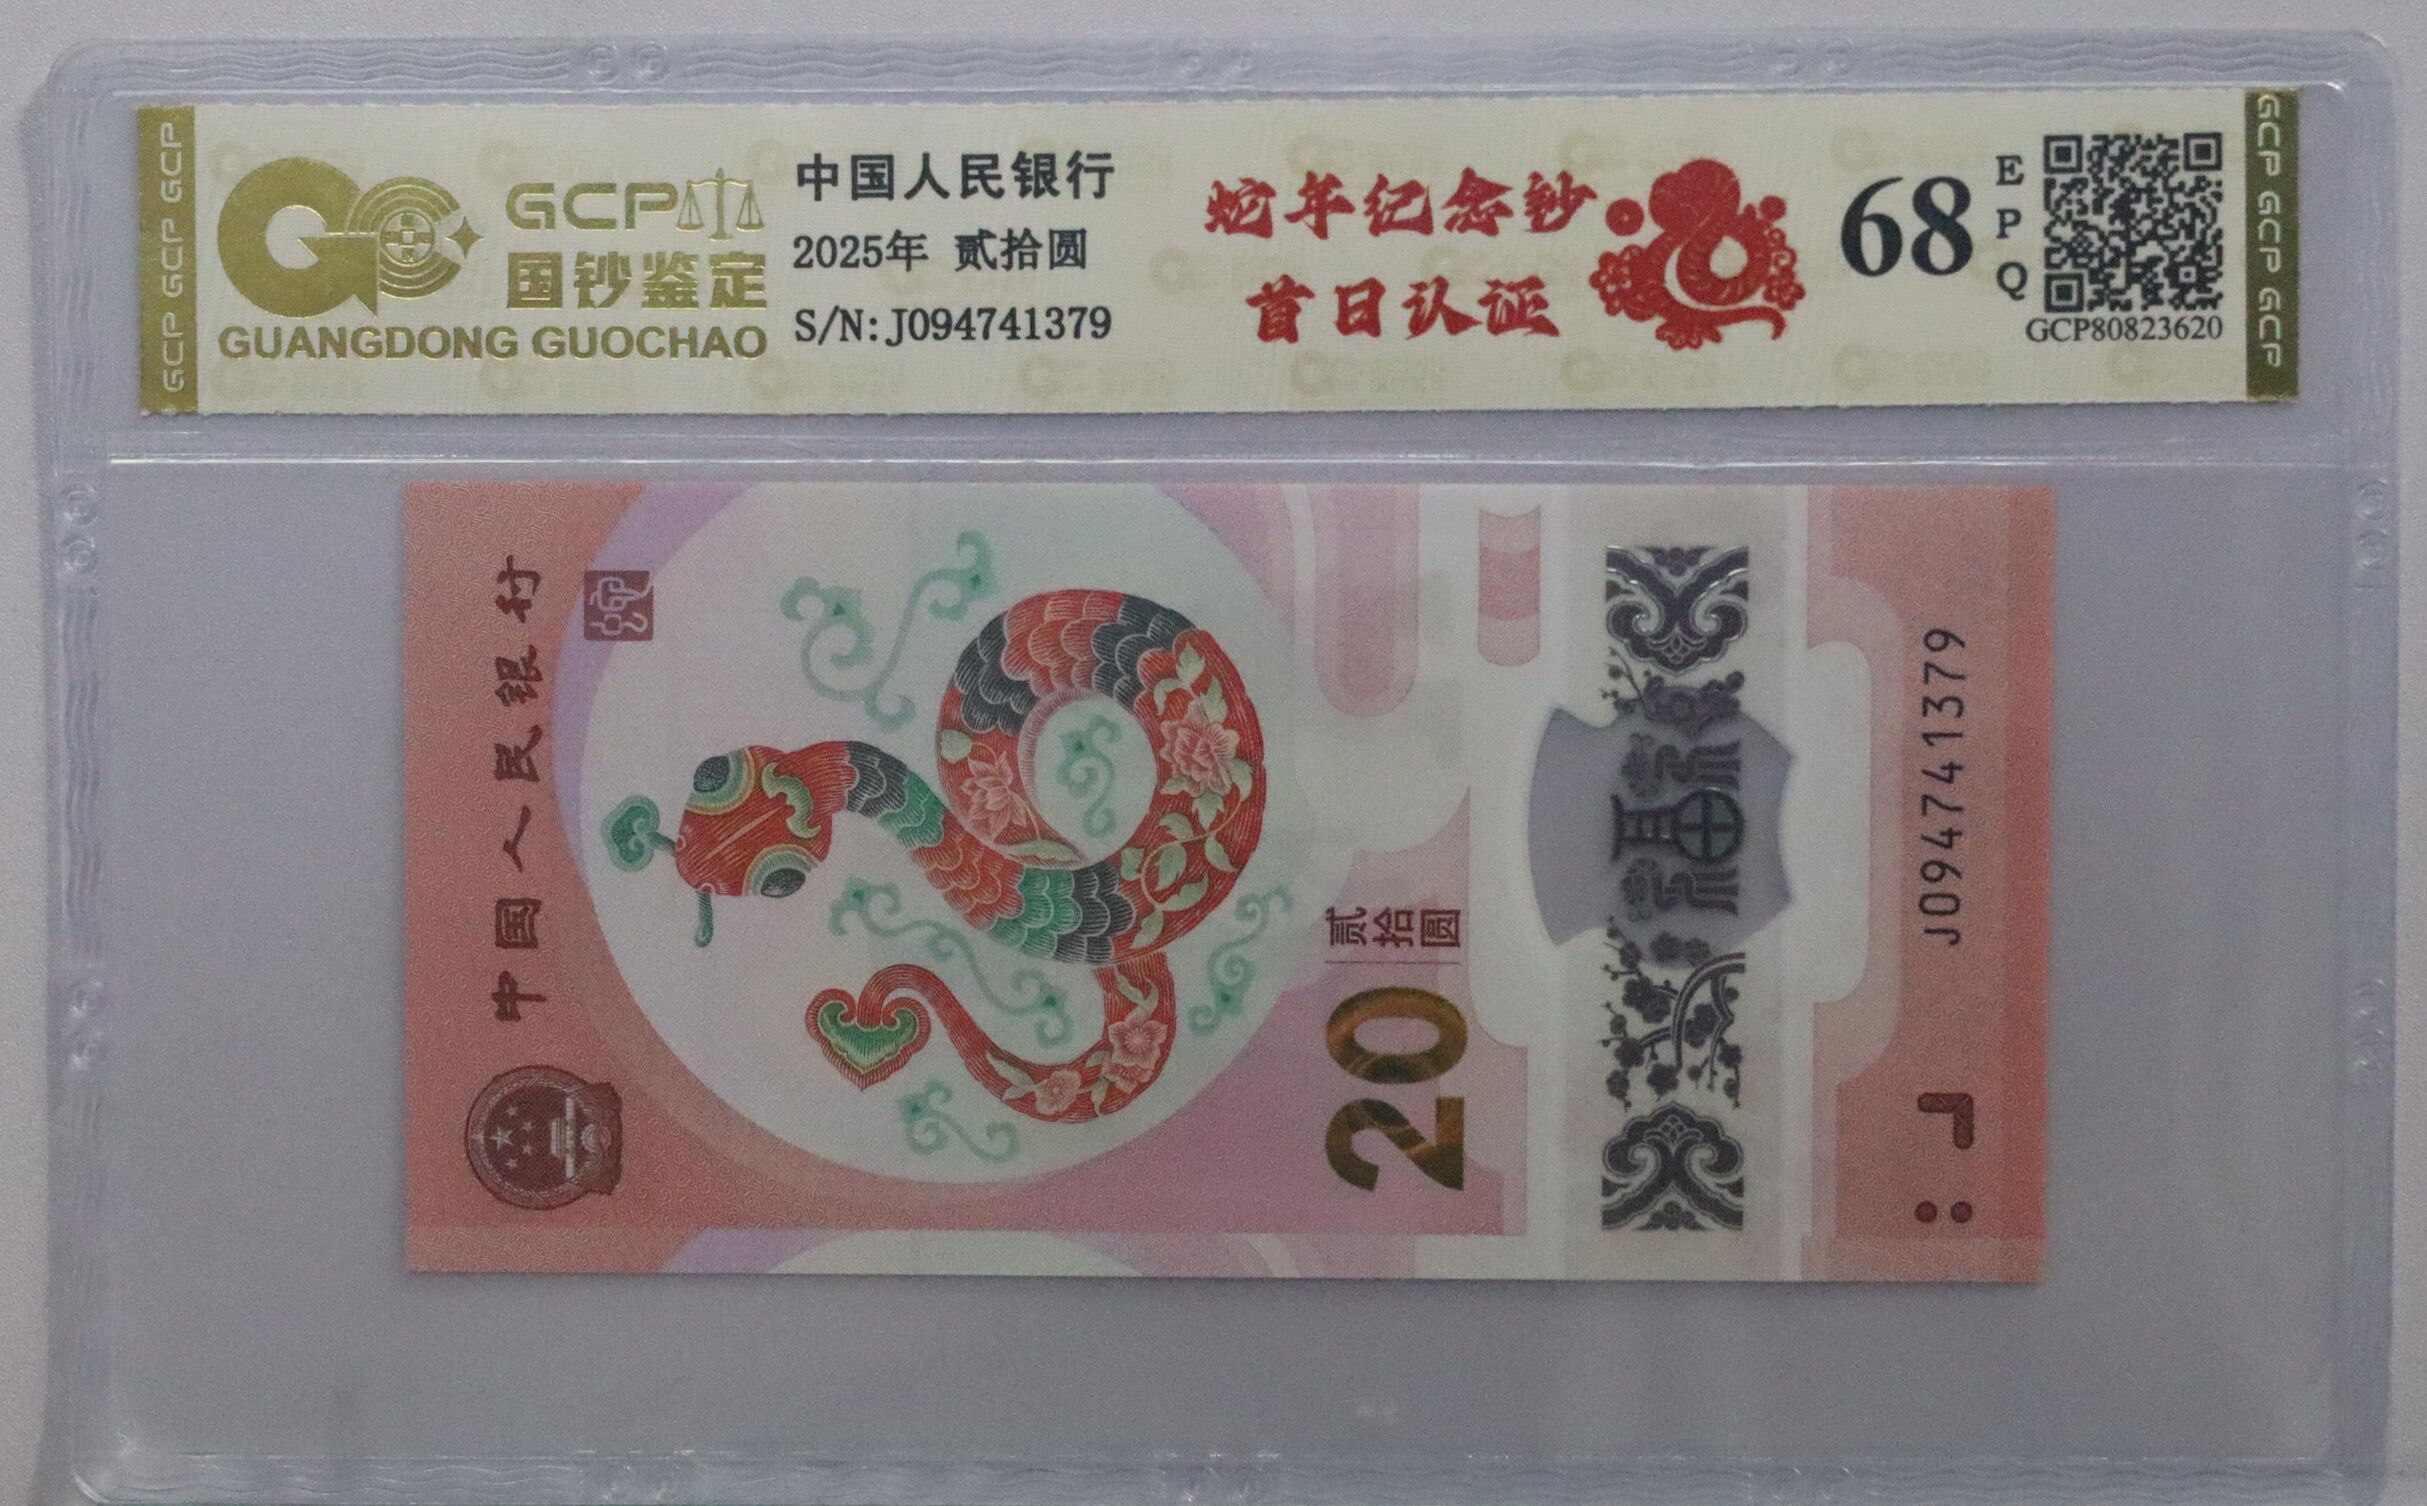 GCP GCP GCP
GCP
国钞鉴定
GUANGDONG GUOCHAO
中国人民银行
2025年 贰拾圆
S/N: J094741379
蛇年纪念钞
首日认证
68
EPQ
GCP80823620
GCP GCP GCP
中国人民银行
20
贰拾圆
J094741379